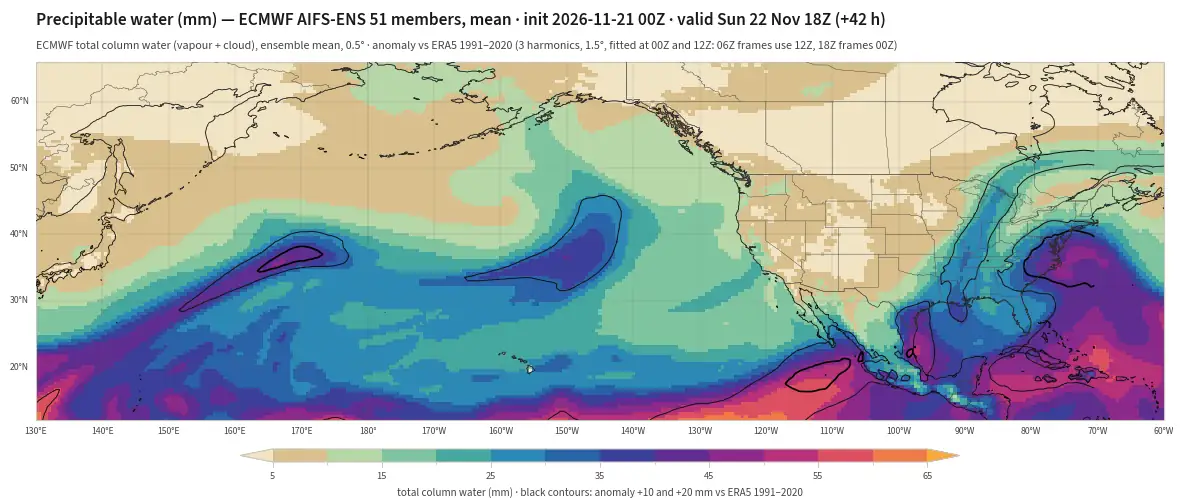 Precipitable water (mm) — ECMWF AIFS-ENS 51 members, mean · init 2026-11-21 00Z · valid Sun 22 Nov 18Z (+42 h)
ECMWF total column water (vapour + cloud), ensemble mean, 0.5° · anomaly vs ERA5 1991–2020 (3 harmonics, 1.5°, fitted at 00Z and 12Z: 06Z frames use 12Z, 18Z frames 00Z)
60°N
50°N
40°N
30°N
20°N
130°E 140°E 150°E 160°E 170°E 180° 170°W 160°W 150°W 140°W 130°W 120°W 110°W 100°W 90°W 80°W 70°W 60°W
5 15 25 35 45 55 65
total column water (mm) · black contours: anomaly +10 and +20 mm vs ERA5 1991–2020